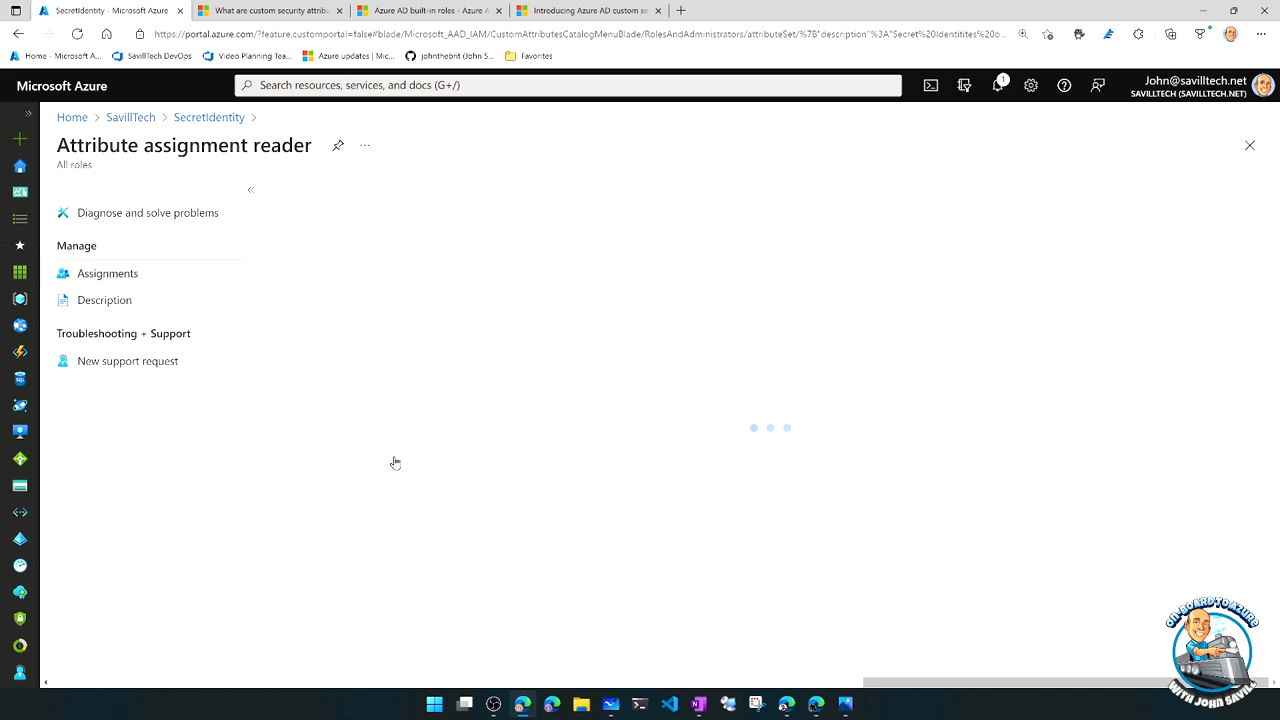 SecretIdentity - Microsoft Azure
What are custom security attribu
Azure AD built-in roles - Azure A
Introducing Azure AD custom se
https://portal.azure.com/?feature.customportal=false#blade/Microsoft_AAD_IAM/CustomAttributesCatalogMenuBlade/RolesAndAdministrators/attributeSet/%7B"description"%3A"Secret%20Identitites%20o...
Home - Microsoft A...
SavillTech DevOps
Video Planning Tea...
Azure updates | Mic...
johnthebrit (John S...
Favorites
Microsoft Azure
Search resources, services, and docs (G+/)
1
John@savilltech.net
SAVILLTECH (SAVILLTECH.NET)
Home > SavillTech > SecretIdentity >
Attribute assignment reader
All roles
Diagnose and solve problems
Manage
Assignments
Description
Troubleshooting + Support
New support request
ON-BOARD TO AZURE
WITH JOHN SAVILL